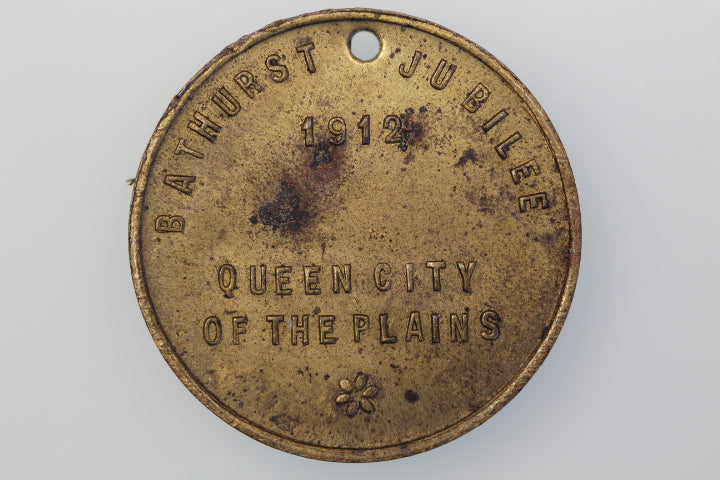 BATHURST JUBILEE
1912
QUEEN CITY
OF THE PLAINS